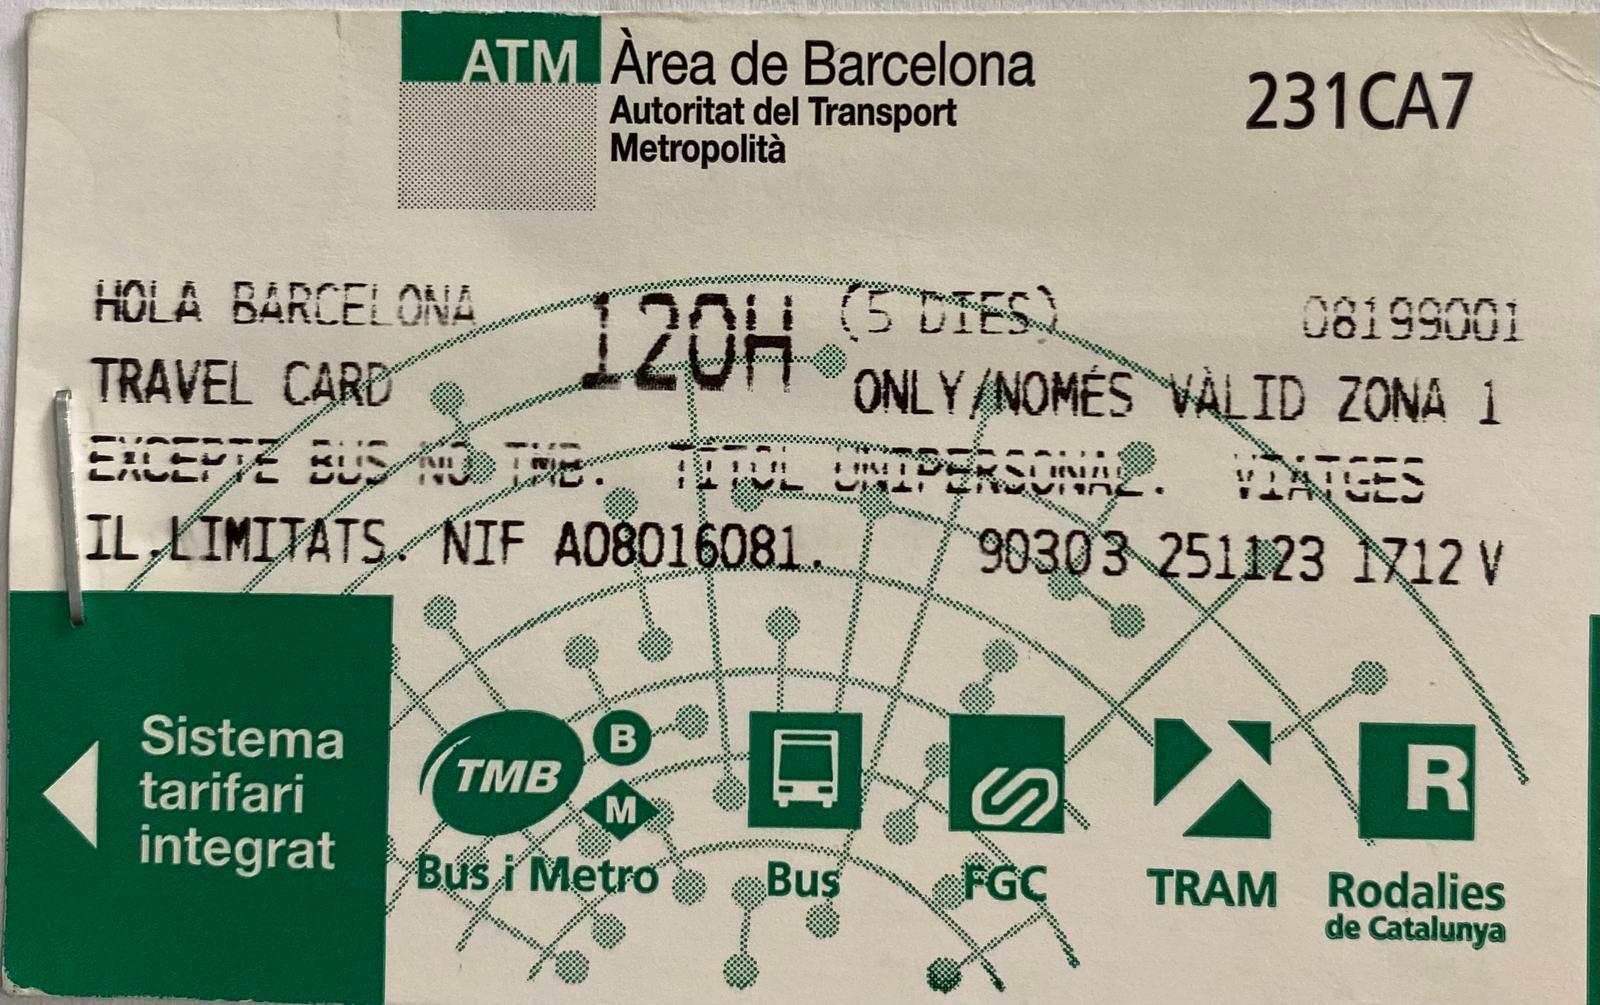 ATM Àrea de Barcelona
Autoritat del Transport
Metropolità
231CA7
HOLA BARCELONA 120H (5 DIES) 08199001
TRAVEL CARD ONLY/NOMÉS VÀLID ZONA 1
EXCEPTE BUS NO TMB. TITOL UNIPERSONAL. VIATGES
IL.LIMITATS. NIF A08016081. 90303 251123 1712 V
Sistema
tarifari
integrat
TMB B M
Bus i Metro
Bus
FGC
TRAM
R
Rodalies
de Catalunya